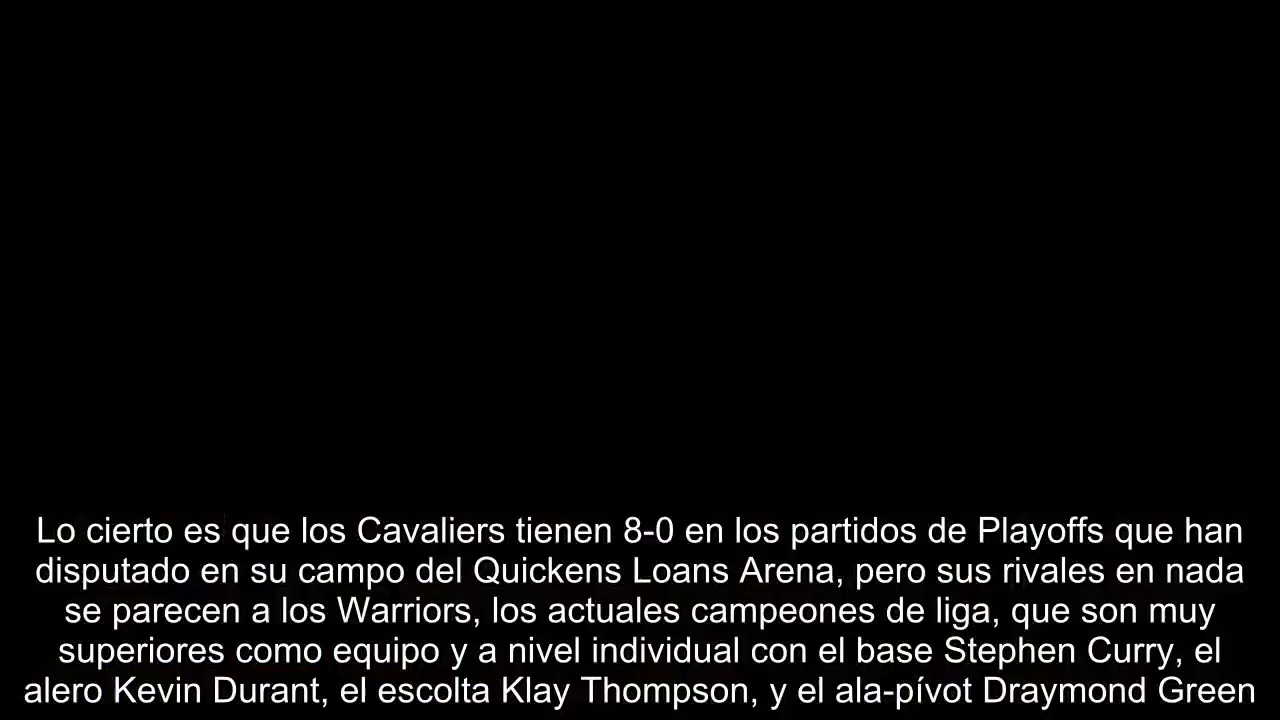 Lo cierto es que los Cavaliers tienen 8-0 en los partidos de Playoffs que han
disputado en su campo del Quickens Loans Arena, pero sus rivales en nada
se parecen a los Warriors, los actuales campeones de liga, que son muy
superiores como equipo y a nivel individual con el base Stephen Curry, el
alero Kevin Durant, el escolta Klay Thompson, y el ala-pívot Draymond Green